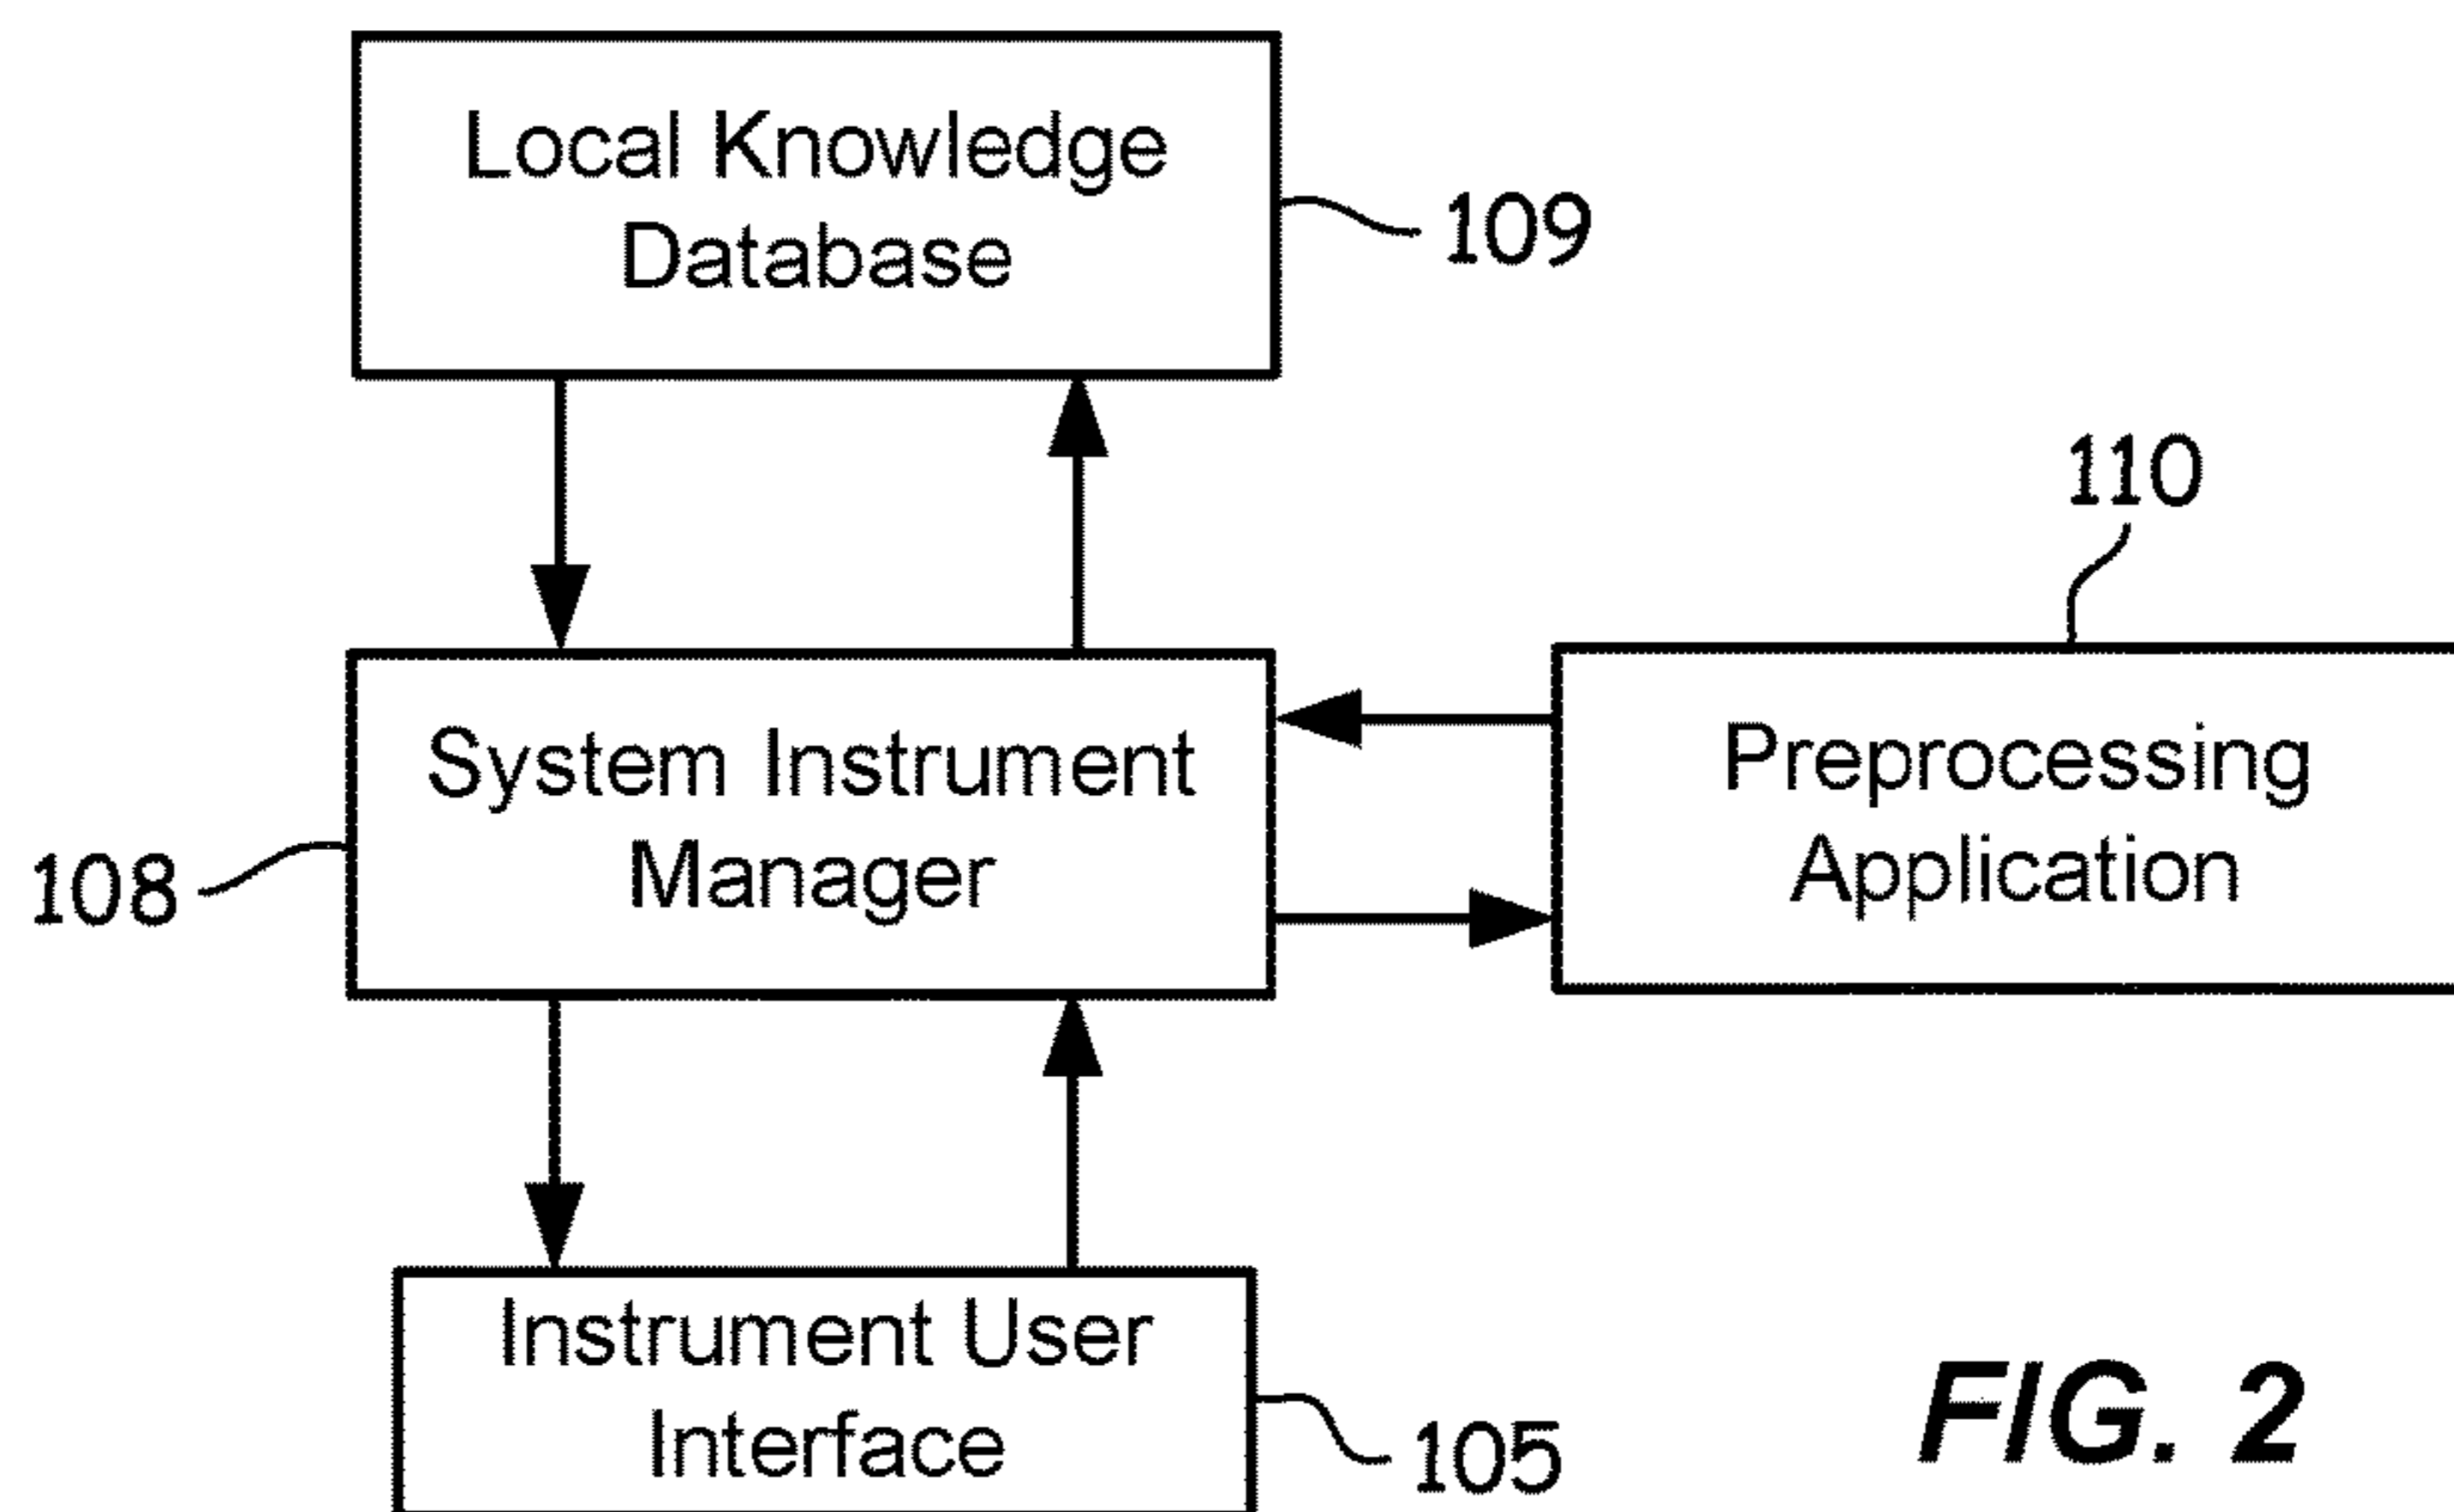 Local Knowledge
Database
109
110
System Instrument
Manager
108
Preprocessing
Application
Instrument User
Interface
105
FIG. 2